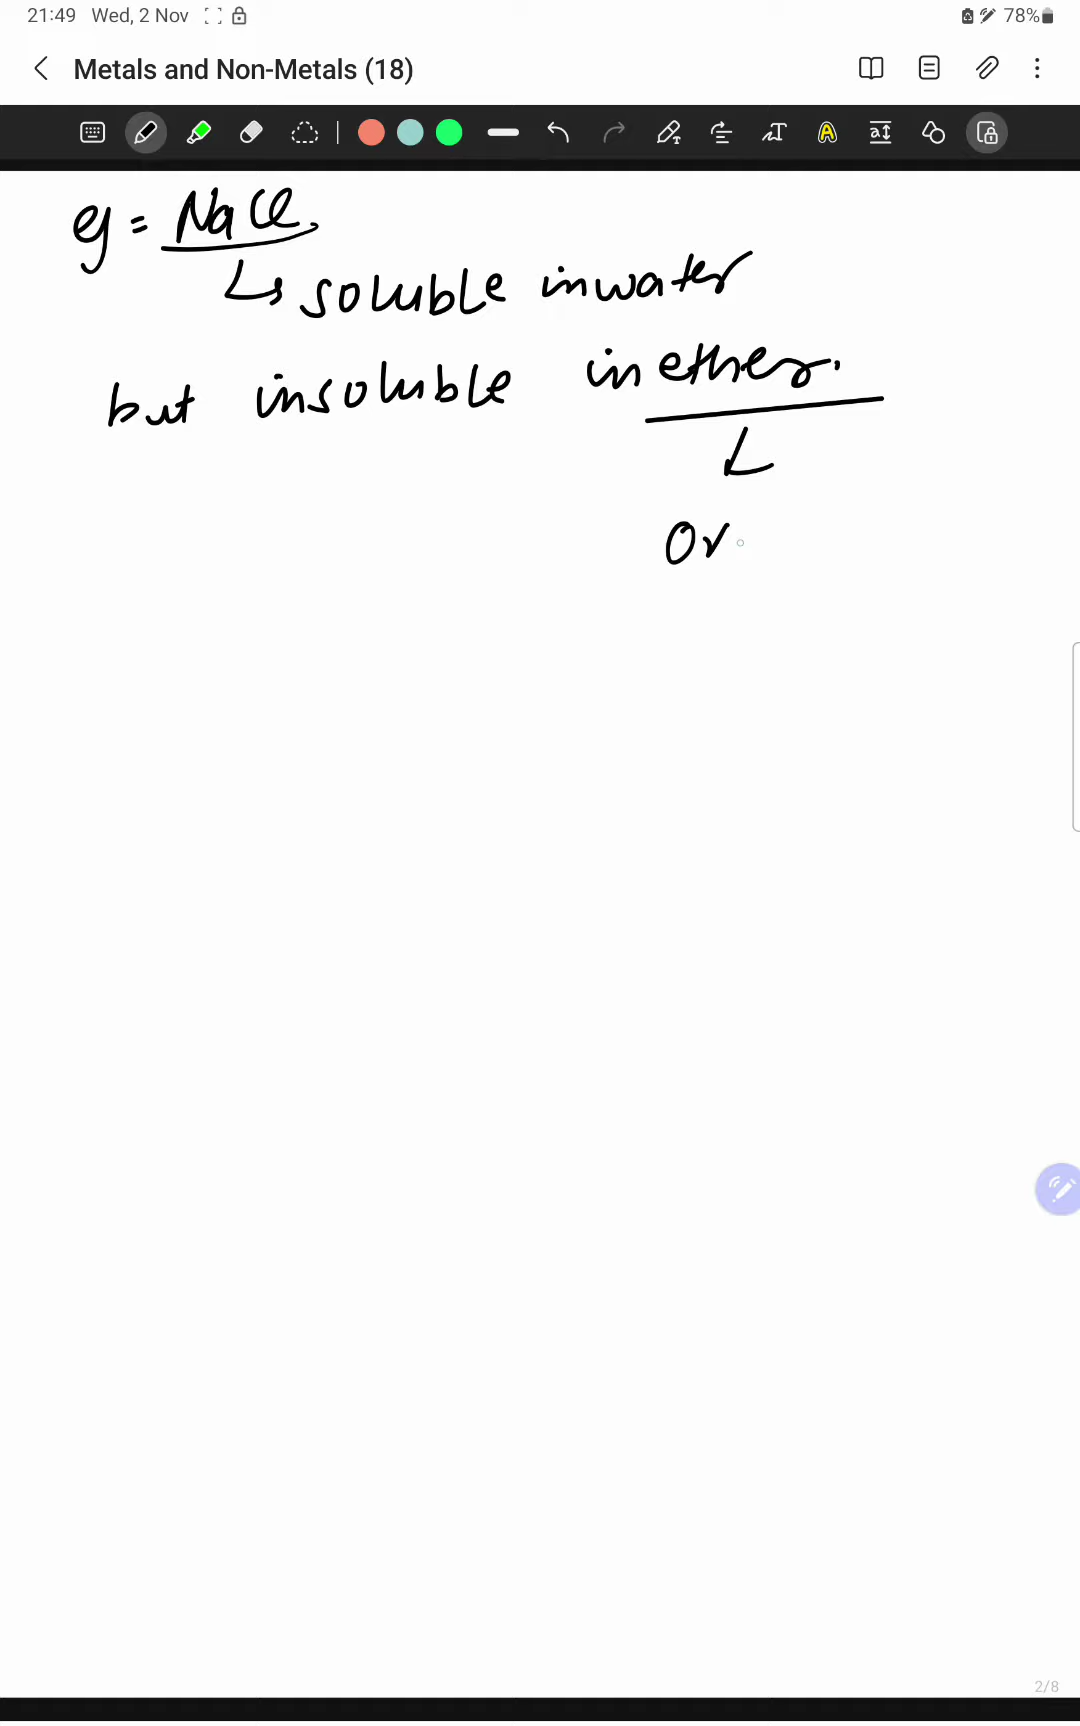 21:49 Wed, 2 Nov 78%
Metals and Non-Metals (18)
eg = NaCl.
↳ soluble in water
but insoluble in ether.
Or
2/8